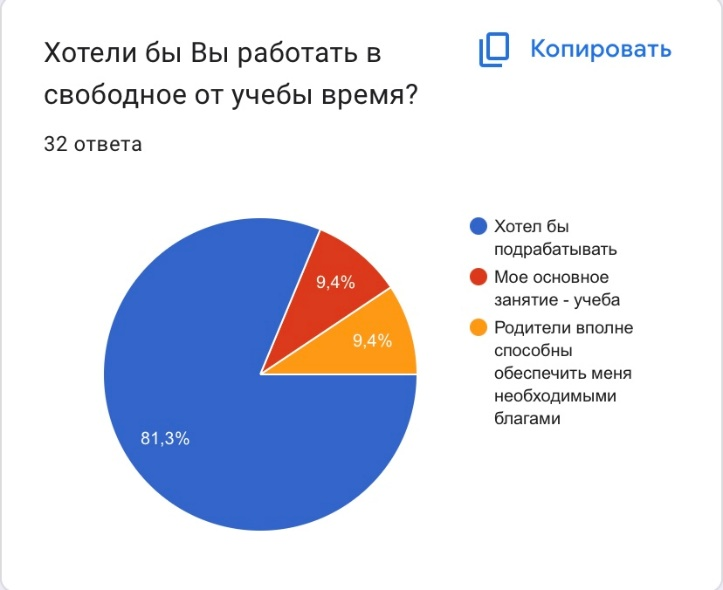 Хотели бы Вы работать в
свободное от учебы время?
Копировать
32 ответа
Хотел бы
подрабатывать
Мое основное
занятие - учеба
Родители вполне
способны
обеспечить меня
необходимыми
благами
9,4%
9,4%
81,3%